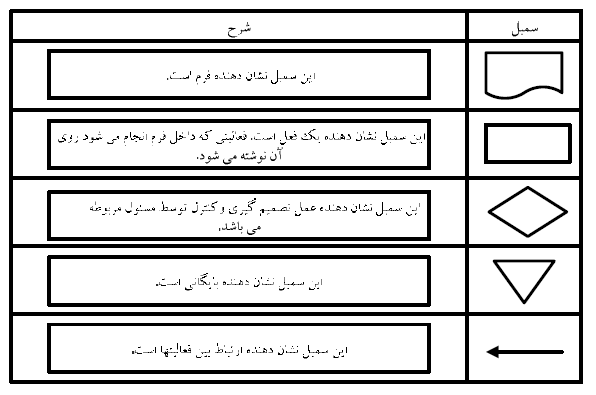 سمبل
شرح
این سمبل نشان دهنده فرم است.
این سمبل نشان دهنده یک فعل است. فعالیتی که داخل فرم انجام می شود روی
آن نوشته می شود.
این سمبل نشان دهنده عمل تصمیم گیری و کنترل توسط مسئول مربوطه
می باشد.
این سمبل نشان دهنده بایگانی است.
این سمبل نشان دهنده ارتباط بین فعالیتها است.